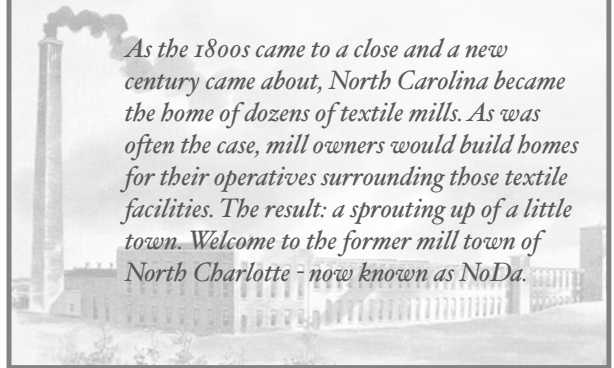 As the 1800s came to a close and a new
century came about, North Carolina became
the home of dozens of textile mills. As was
often the case, mill owners would build homes
for their operatives surrounding those textile
facilities. The result: a sprouting up of a little
town. Welcome to the former mill town of
North Charlotte - now known as NoDa.